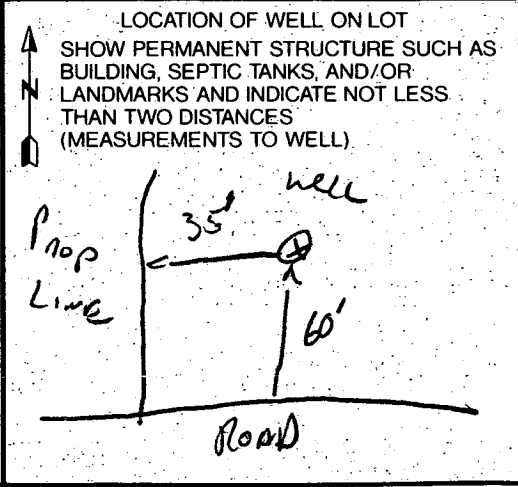 LOCATION OF WELL ON LOT
SHOW PERMANENT STRUCTURE SUCH AS
BUILDING, SEPTIC TANKS, AND/OR
LANDMARKS AND INDICATE NOT LESS
THAN TWO DISTANCES
(MEASUREMENTS TO WELL)
N
well
35'
Prop
Line
60'
ROAD